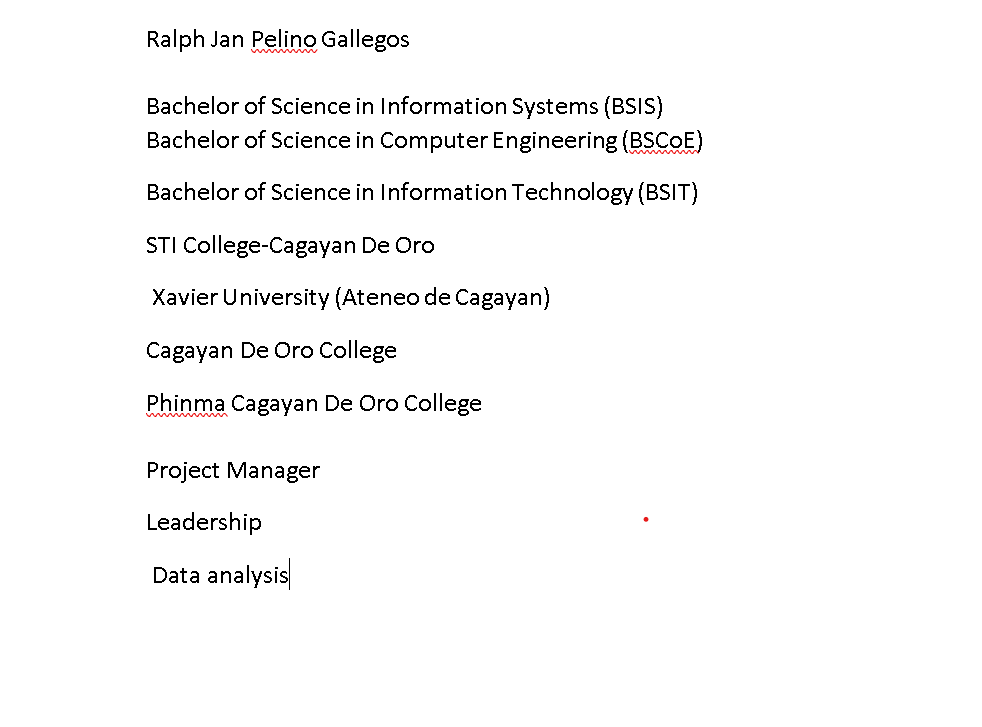 Ralph Jan Pelino Gallegos
Bachelor of Science in Information Systems (BSIS)
Bachelor of Science in Computer Engineering (BSCoE)
Bachelor of Science in Information Technology (BSIT)
STI College-Cagayan De Oro
Xavier University (Ateneo de Cagayan)
Cagayan De Oro College
Phinma Cagayan De Oro College
Project Manager
Leadership
Data analysis